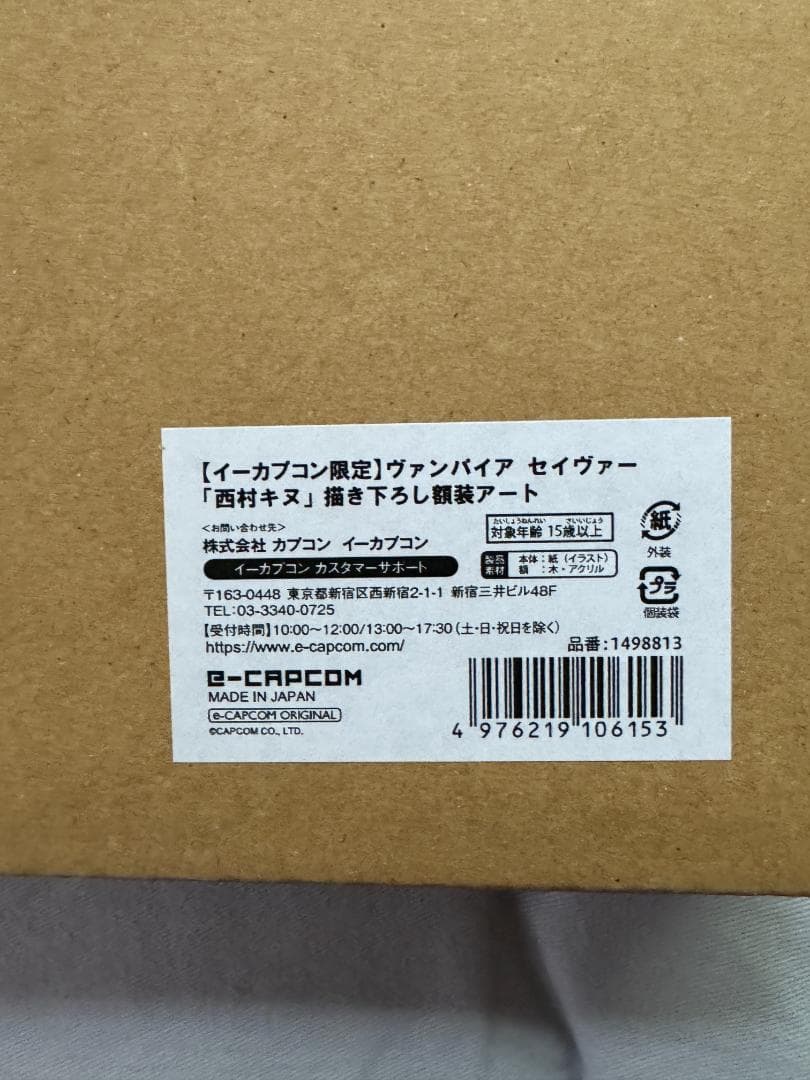 【イーカプコン限定】ヴァンパイア セイヴァー
「西村キヌ」描き下ろし額装アート
<お問い合わせ先>
株式会社 カプコン イーカプコン
イーカプコン カスタマーサポート
たいしょうねんれい さいいじょう
対象年齢 15歳以上
製品素材
本体：紙（イラスト）
額：木・アクリル
紙
外装
プラ
個装袋
〒163-0448 東京都新宿区西新宿2-1-1 新宿三井ビル48F
TEL:03-3340-0725
【受付時間】10:00～12:00/13:00～17:30（土・日・祝日を除く）
https://www.e-capcom.com/
品番：1498813
e-CAPCOM
MADE IN JAPAN
e-CAPCOM ORIGINAL
©CAPCOM CO., LTD.
4 976219 106153